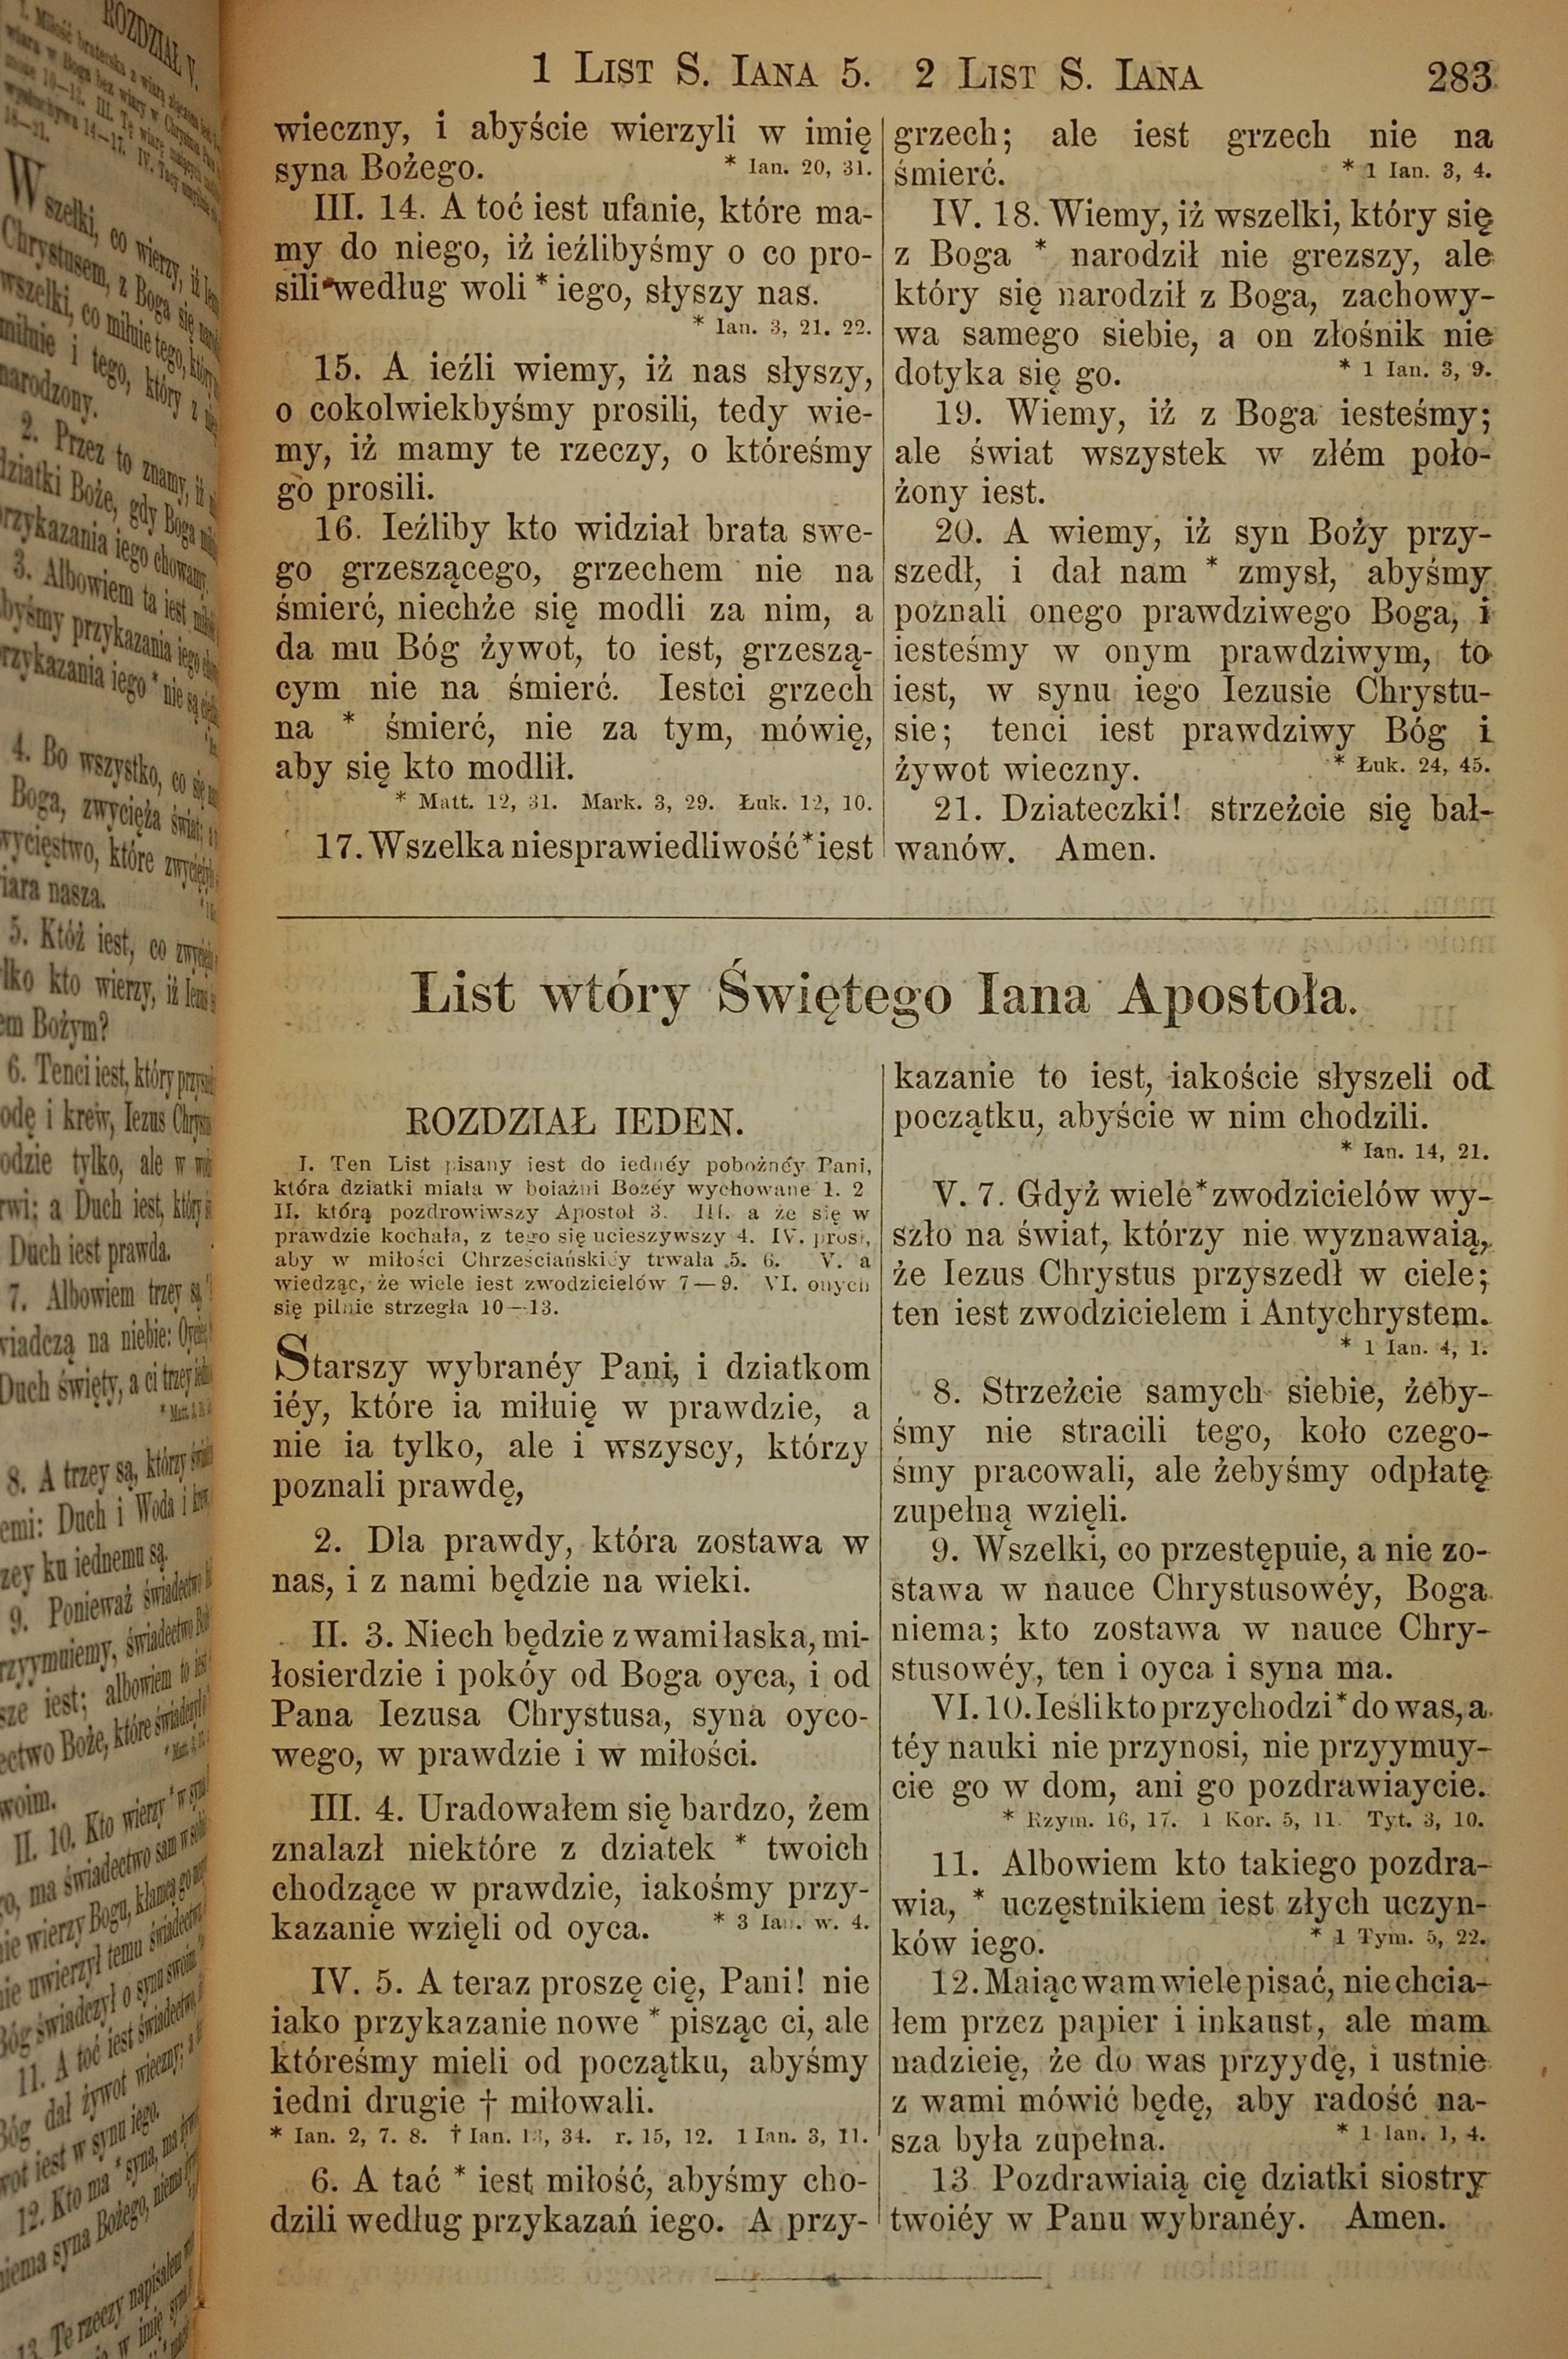 1 LIST S. IANA 5. 2 LIST S. IANA 283
wieczny, i abyście wierzyli w imię
syna Bożego. * Ian. 20, 31.
III. 14. A toć iest ufanie, które ma-
my do niego, iż ieźlibyśmy o co pro-
sili według woli * iego, słyszy nas.
* Ian. 3, 21. 22.
15. A ieźli wiemy, iż nas słyszy,
o cokolwiekbyśmy prosili, tedy wie-
my, iż mamy te rzeczy, o któreśmy
go prosili.
16. Ieźliby kto widział brata swe-
go grzeszącego, grzechem nie na
śmierć, niechże się modli za nim, a
da mu Bóg żywot, to iest, grzeszą-
cym nie na śmierć. Iestci grzech
na * śmierć, nie za tym, mówię,
aby się kto modlił.
* Matt. 12, 31. Mark. 3, 29. Łuk. 12, 10.
17. Wszelka niesprawiedliwość * iest
grzech; ale iest grzech nie na
śmierć. * 1 Ian. 3, 4.
IV. 18. Wiemy, iż wszelki, który się
z Boga * narodził nie grezszy, ale
który się narodził z Boga, zachowy-
wa samego siebie, a on złośnik nie
dotyka się go. * 1 Ian. 3, 9.
19. Wiemy, iż z Boga iesteśmy;
ale świat wszystek w złém poło-
żony iest.
20. A wiemy, iż syn Boży przy-
szedł, i dał nam * zmysł, abyśmy
poznali onego prawdziwego Boga, i
iesteśmy w onym prawdziwym, to
iest, w synu iego Iezusie Chrystu-
sie; tenci iest prawdziwy Bóg i
żywot wieczny. * Łuk. 24, 45.
21. Dziateczki! strzeżcie się bał-
wanów. Amen.
List wtóry Świętego Iana Apostoła.
ROZDZIAŁ IEDEN.
I. Ten List pisany iest do iednéy pobożnéy Pani,
która dziatki miała w boiaźni Bożéy wychowane 1. 2
II. którą pozdrowiwszy Apostoł 3. III. a że się w
prawdzie kochała, z tego się ucieszywszy 4. IV. prosi,
aby w miłości Chrześciańskiéy trwała 5. 6. V. a
wiedząc, że wiele iest zwodzicielów 7—9. VI. onych
się pilnie strzegła 10—13.
Starszy wybranéy Pani, i dziatkom
iéy, które ia miłuię w prawdzie, a
nie ia tylko, ale i wszyscy, którzy
poznali prawdę,
2. Dla prawdy, która zostawa w
nas, i z nami będzie na wieki.
II. 3. Niech będzie z wami łaska, mi-
łosierdzie i pokóy od Boga oyca, i od
Pana Iezusa Chrystusa, syna oyco-
wego, w prawdzie i w miłości.
III. 4. Uradowałem się bardzo, żem
znalazł niektóre z dziatek * twoich
chodzące w prawdzie, iakośmy przy-
kazanie wzięli od oyca. * 3 Ian. w. 4.
IV. 5. A teraz proszę cię, Pani! nie
iako przykazanie nowe * pisząc ci, ale
któreśmy mieli od początku, abyśmy
iedni drugie † miłowali.
* Ian. 2, 7. 8. † Ian. 13, 34. r. 15, 12. 1 Ian. 3, 11.
6. A tać * iest miłość, abyśmy cho-
dzili według przykazań iego. A przy-
kazanie to iest, iakoście słyszeli od
początku, abyście w nim chodzili.
* Ian. 14, 21.
V. 7. Gdyż wiele * zwodzicielów wy-
szło na świat, którzy nie wyznawaią,
że Iezus Chrystus przyszedł w ciele;
ten iest zwodzicielem i Antychrystem.
* 1 Ian. 4, 1.
8. Strzeżcie samych siebie, żeby-
śmy nie stracili tego, koło czego-
śmy pracowali, ale żebyśmy odpłatę
zupełną wzięli.
9. Wszelki, co przestępuie, a nie zo-
stawa w nauce Chrystusowéy, Boga
niema; kto zostawa w nauce Chry-
stusowéy, ten i oyca i syna ma.
VI. 10. Ieśli kto przychodzi * do was, a
téy nauki nie przynosi, nie przyymuy-
cie go w dom, ani go pozdrawiaycie.
* Rzym. 16, 17. 1 Kor. 5, 11. Tyt. 3, 10.
11. Albowiem kto takiego pozdra-
wia, * uczęstnikiem iest złych uczyn-
ków iego. * 1 Tym. 5, 22.
12. Maiąc wam wiele pisać, nie chcia-
łem przez papier i inkaust, ale mam
nadzieię, że do was przyydę, i ustnie
z wami mówić będę, aby radość na-
sza była zupełna. * 1 Ian. 1, 4.
13 Pozdrawiaią cię dziatki siostry
twoiéy w Panu wybranéy. Amen.